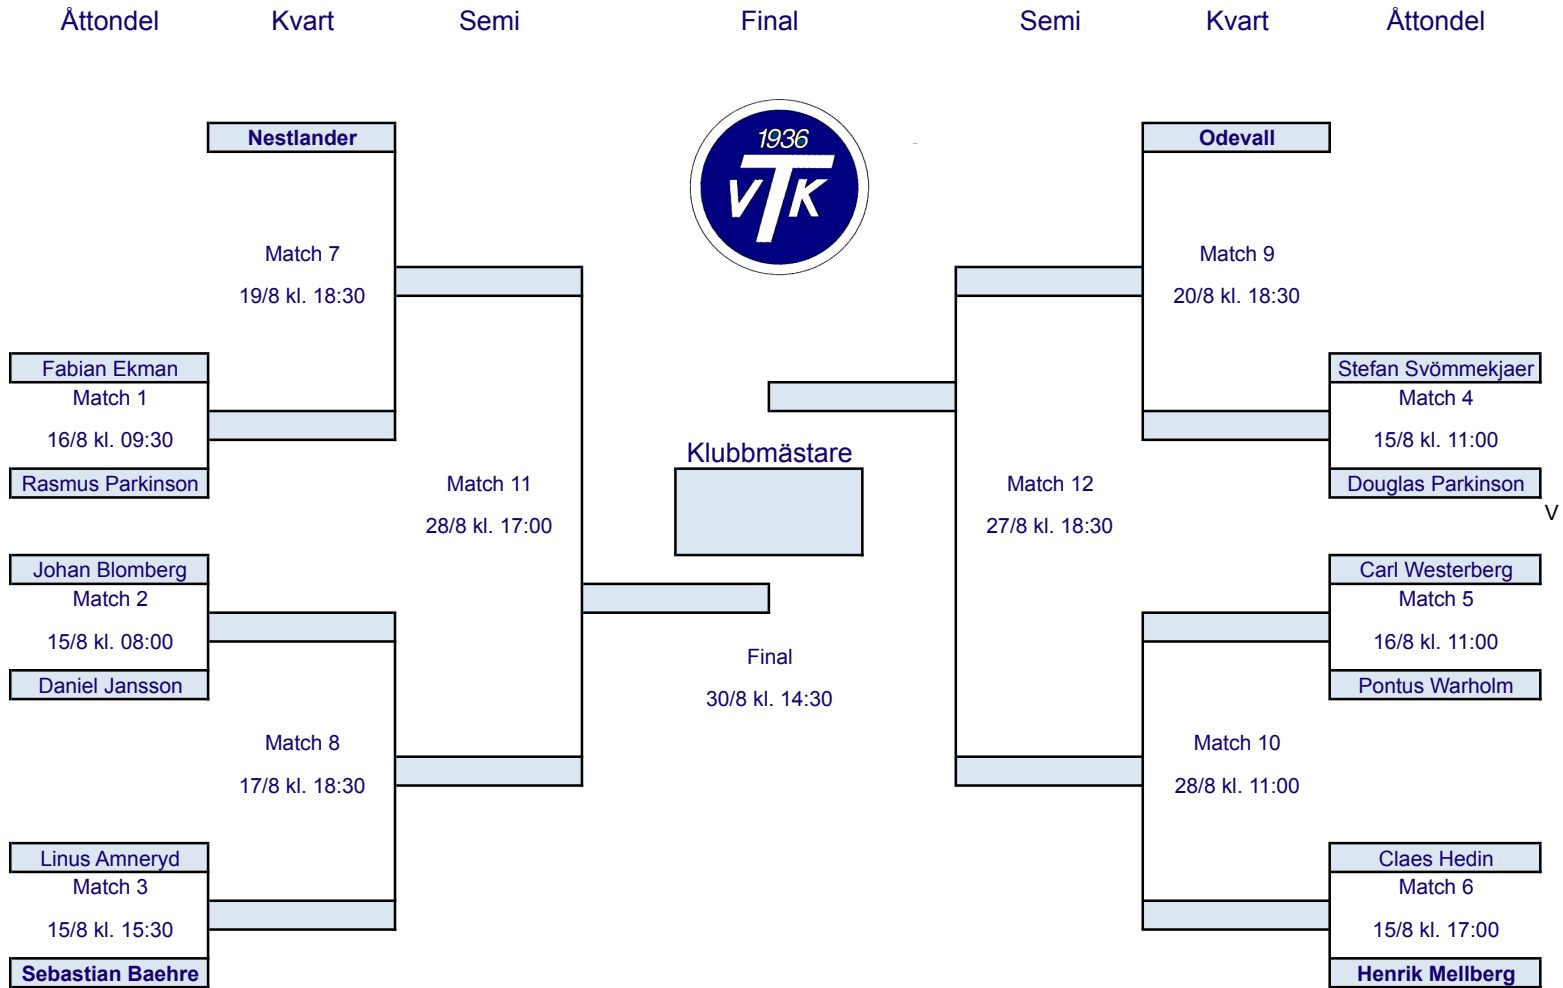 Åttondel Kvart Semi Final Semi Kvart Åttondel
1936
VTK
Nestlander Odevall
Match 7 Match 9
19/8 kl. 18:30 20/8 kl. 18:30
Fabian Ekman Stefan Svömmekjaer
Match 1 Match 4
16/8 kl. 09:30 15/8 kl. 11:00
Klubbmästare
Rasmus Parkinson Match 11 Match 12 Douglas Parkinson
V
28/8 kl. 17:00 27/8 kl. 18:30
Johan Blomberg Carl Westerberg
Match 2 Match 5
15/8 kl. 08:00 16/8 kl. 11:00
Final
Daniel Jansson Pontus Warholm
30/8 kl. 14:30
Match 8 Match 10
17/8 kl. 18:30 28/8 kl. 11:00
Linus Amneryd Claes Hedin
Match 3 Match 6
15/8 kl. 15:30 15/8 kl. 17:00
Sebastian Baehre Henrik Mellberg